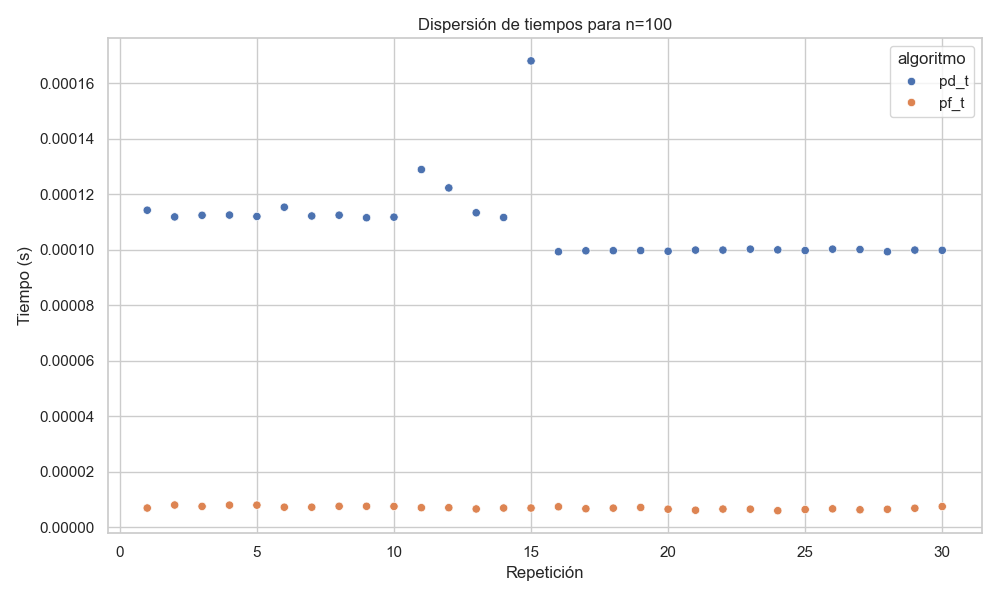 Dispersión de tiempos para n=100
algoritmo
pd_t
pf_t
Tiempo (s)
0.00016
0.00014
0.00012
0.00010
0.00008
0.00006
0.00004
0.00002
0.00000
0 5 10 15 20 25 30
Repetición